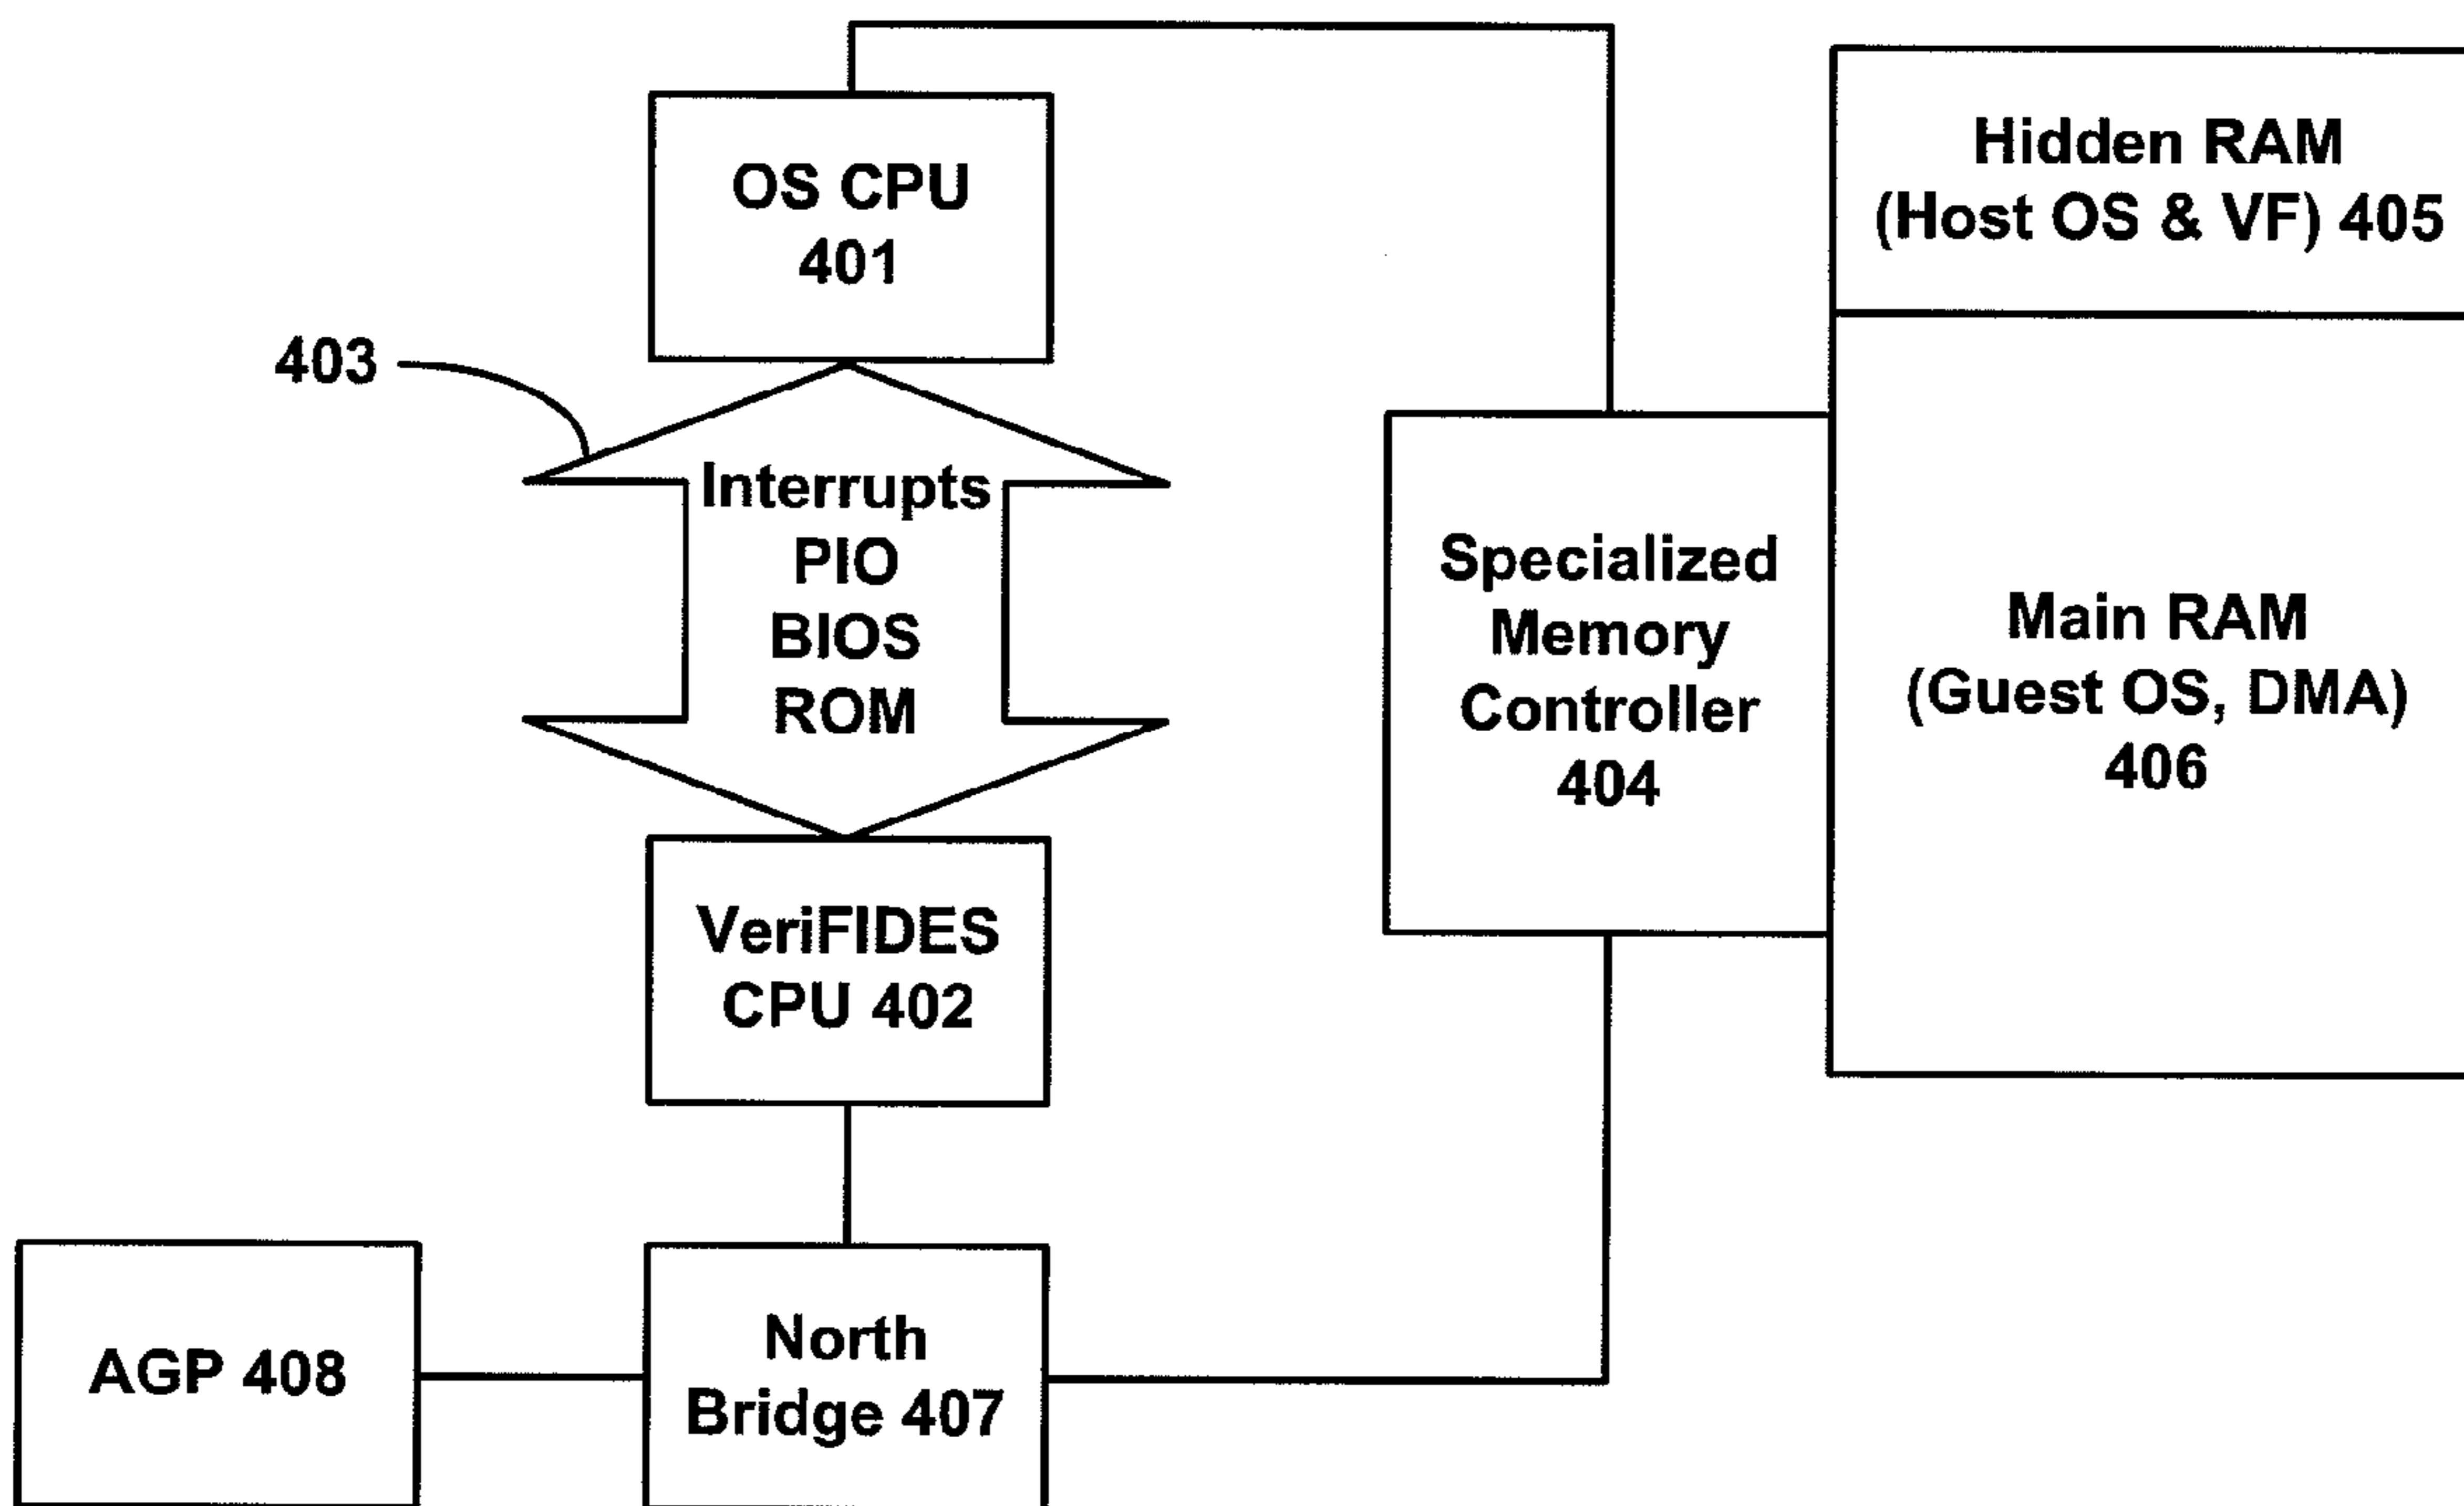 OS CPU
401
Hidden RAM
(Host OS & VF) 405
403
Interrupts
PIO
BIOS
ROM
Specialized
Memory
Controller
404
Main RAM
(Guest OS, DMA)
406
VeriFIDES
CPU 402
AGP 408
North
Bridge 407